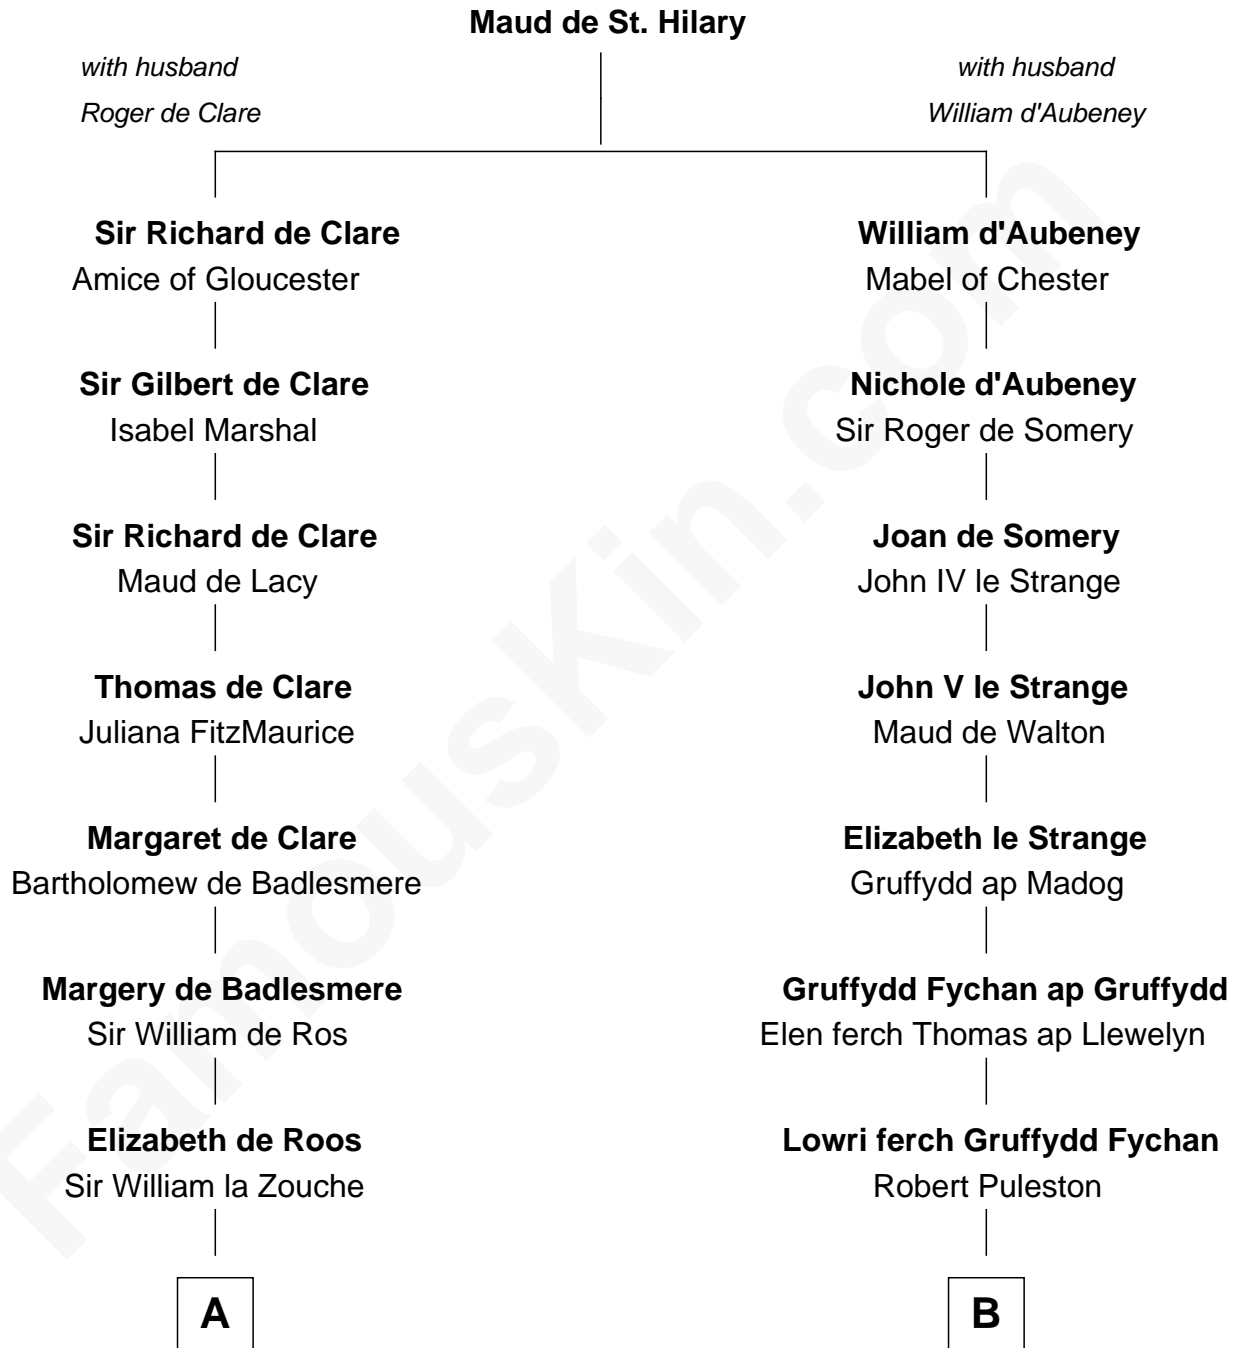 Maud de St. Hilary
with husband
Roger de Clare
with husband
William d'Aubeney
Sir Richard de Clare
Amice of Gloucester
William d'Aubeney
Mabel of Chester
Sir Gilbert de Clare
Isabel Marshal
Nichole d'Aubeney
Sir Roger de Somery
Sir Richard de Clare
Maud de Lacy
Joan de Somery
John IV le Strange
Thomas de Clare
Juliana FitzMaurice
John V le Strange
Maud de Walton
Margaret de Clare
Bartholomew de Badlesmere
Elizabeth le Strange
Gruffydd ap Madog
Margery de Badlesmere
Sir William de Ros
Gruffydd Fychan ap Gruffydd
Elen ferch Thomas ap Llewelyn
Elizabeth de Roos
Sir William la Zouche
Lowri ferch Gruffydd Fychan
Robert Puleston
A
B
FamousKin.com